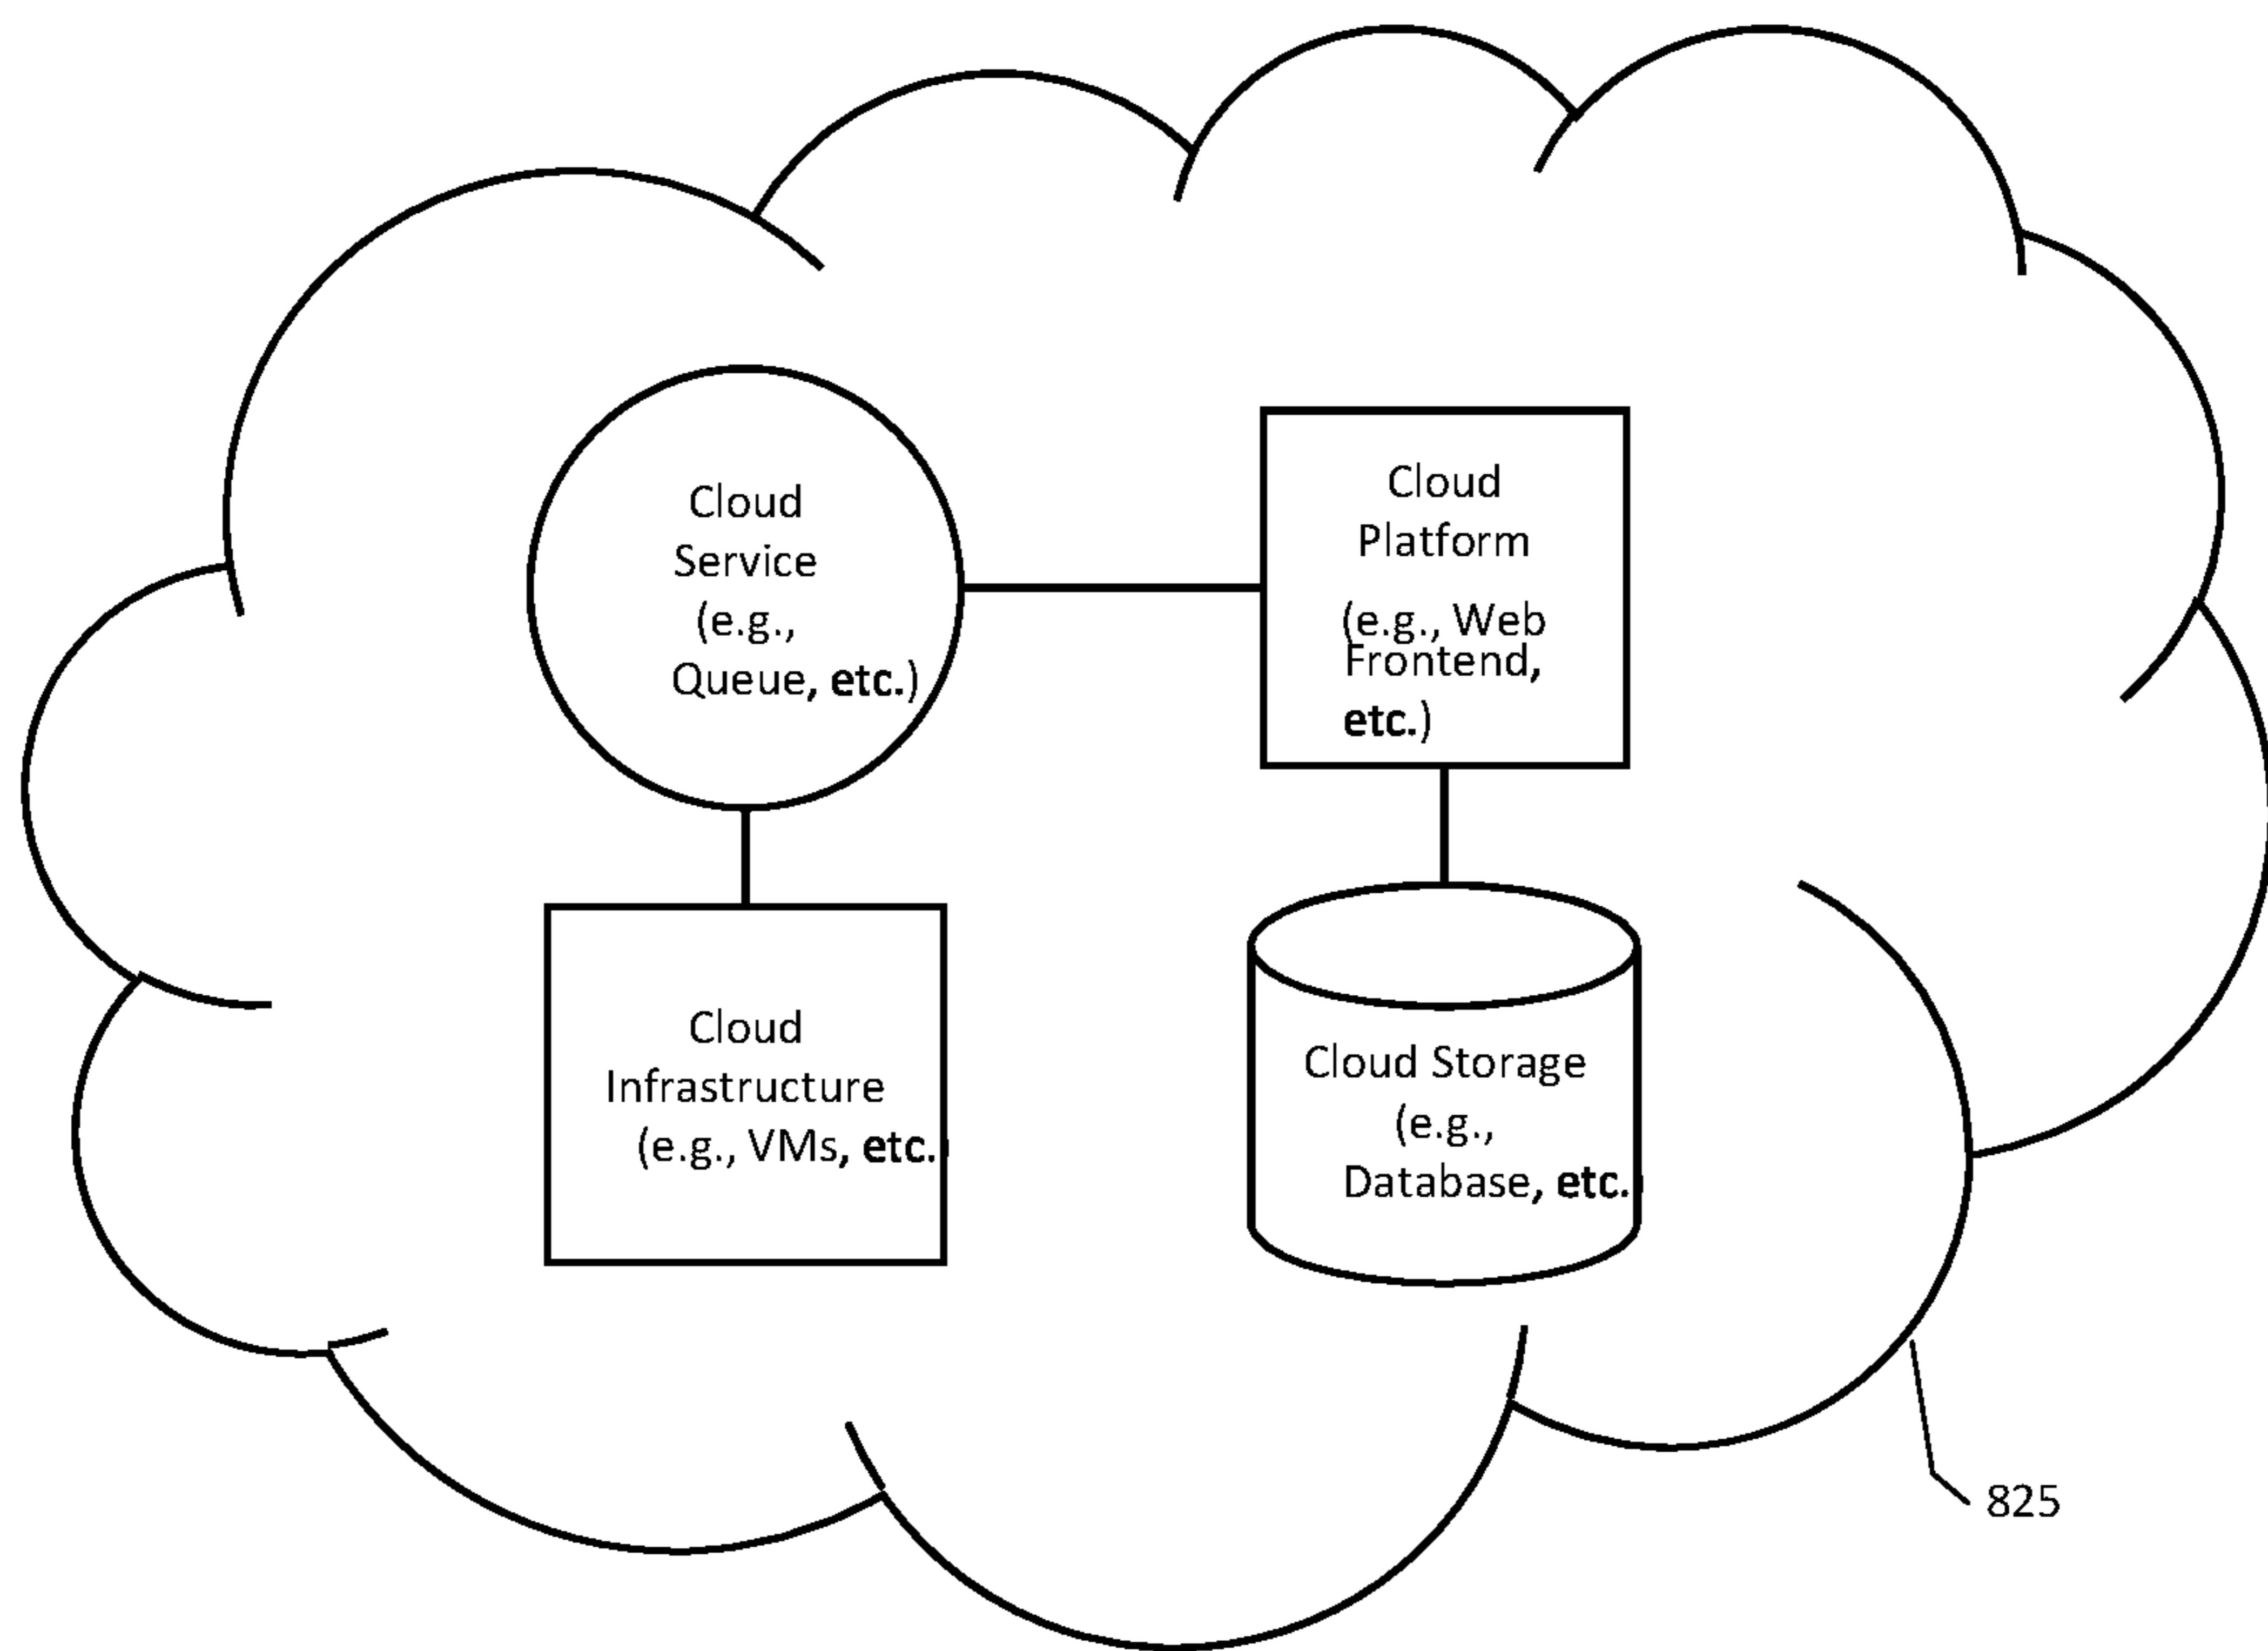 Cloud
Service
(e.g.,
Queue, etc.)
Cloud
Platform
(e.g., Web
Frontend,
etc.)
Cloud
Infrastructure
(e.g., VMs, etc.
Cloud Storage
(e.g.,
Database, etc.
825